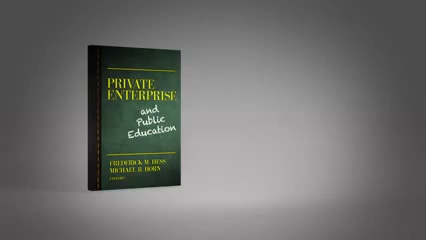 PRIVATE
ENTERPRISE
and
Public
Education
FREDERICK M. HESS
MICHAEL B. HORN
EDITORS